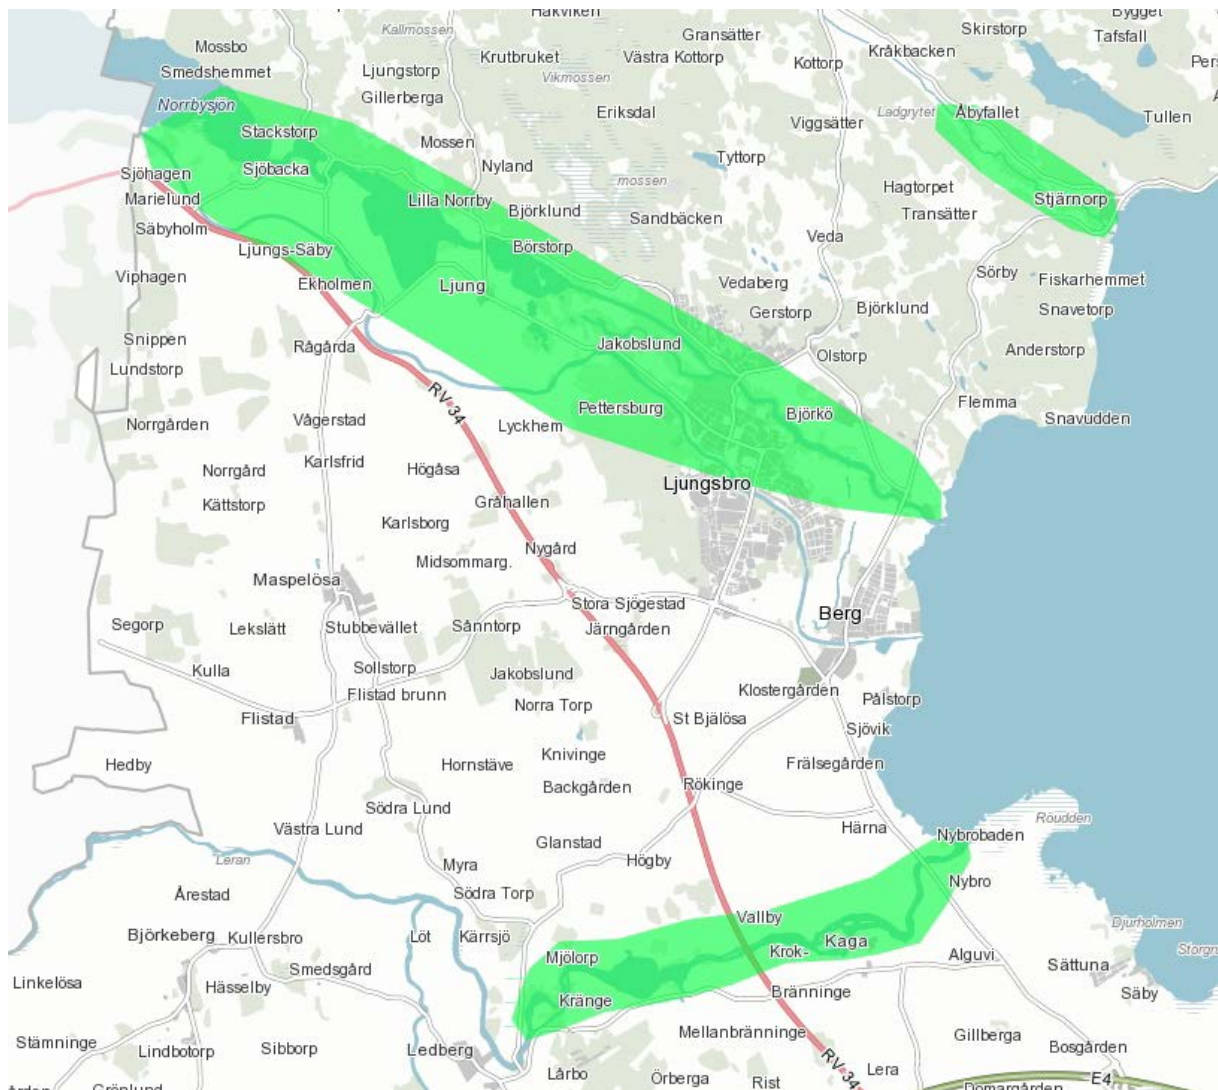 Hakviken
Bygget
Mossbo
Kallmossen
Gransätter
Skirstorp
Tafsfall
Krutbruket
Västra Kottorp
Kottorp
Kråkbacken
Smedshemmet
Ljungstorp
Vikmossen
Norrbysjön
Gillerberga
Eriksdal
Ladgrytet
Åbyfallet
Tullen
Stackstorp
Viggsätter
Mossen
Sjöhagen
Sjöbacka
Nyland
Tyttorp
mossen
Hagtorpet
Marielund
Lilla Norrby
Björklund
Stjärnorp
Säbyholm
Sandbäcken
Transätter
Ljungs-Säby
Börstorp
Veda
Viphagen
Ekholmen
Ljung
Vedaberg
Sörby
Fiskarhemmet
Gerstorp
Björklund
Snavetorp
Snippen
Rågårda
Jakobslund
Olstorp
Anderstorp
Lundstorp
RV 34
Flemma
Norrgården
Vågerstad
Lyckhem
Pettersburg
Björkö
Snavudden
Norrgård
Karlsfrid
Högåsa
Ljungsbro
Kättstorp
Gråhallen
Karlsborg
Nygård
Midsommarg.
Maspelösa
Stora Sjögestad
Berg
Segorp
Lekslätt
Stubbevället
Sånntorp
Järngården
Kulla
Sollstorp
Jakobslund
Flistad brunn
Norra Torp
Klostergården
Pålstorp
Flistad
St Bjälösa
Sjövik
Hedby
Hornstäve
Knivinge
Frälsegården
Backgården
Rökinge
Södra Lund
Röudden
Västra Lund
Glanstad
Härna
Nybrobaden
Leran
Myra
Högby
Årestad
Södra Torp
Nybro
Vallby
Djurholmen
Björkeberg
Kullersbro
Löt
Kärrsjö
Krok-
Kaga
Mjölorp
Alguvi
Linkelösa
Smedsgård
Sättuna
Hässelby
Kränge
Bränninge
Säby
Stämninge
Mellanbränninge
Gillberga
Lindbotorp
Sibborp
Ledberg
RV 34
Bosgården
Lårbo
Örberga
Rist
Lera
E4
Grönlund
Domargården